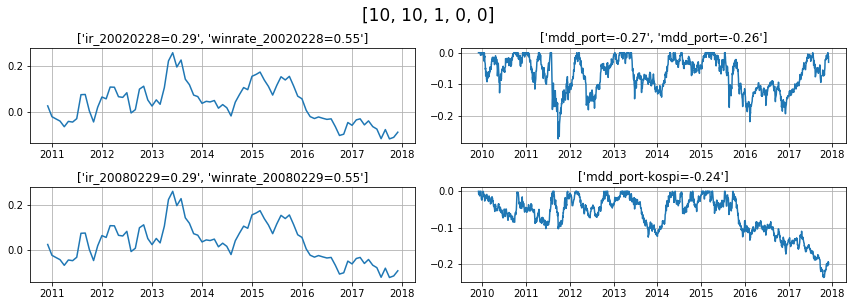 [10, 10, 1, 0, 0]
['ir_20020228=0.29', 'winrate_20020228=0.55']
0.2
0.0
2011 2012 2013 2014 2015 2016 2017 2018
['mdd_port=-0.27', 'mdd_port=-0.26']
0.0
−0.1
−0.2
2010 2011 2012 2013 2014 2015 2016 2017 2018
['ir_20080229=0.29', 'winrate_20080229=0.55']
0.2
0.0
2011 2012 2013 2014 2015 2016 2017 2018
['mdd_port-kospi=-0.24']
0.0
−0.1
−0.2
2010 2011 2012 2013 2014 2015 2016 2017 2018